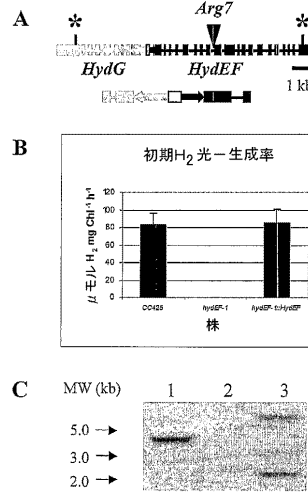 A
*
Arg7
*
HydG HydEF
1 kb
B
初期H₂光ー生成率
μモル H₂ mg Chl⁻¹ h⁻¹
120
100
80
60
40
20
0
CC425 hydEF-1 hydEF-1::HydEF
株
C MW (kb) 1 2 3
5.0
3.0
2.0